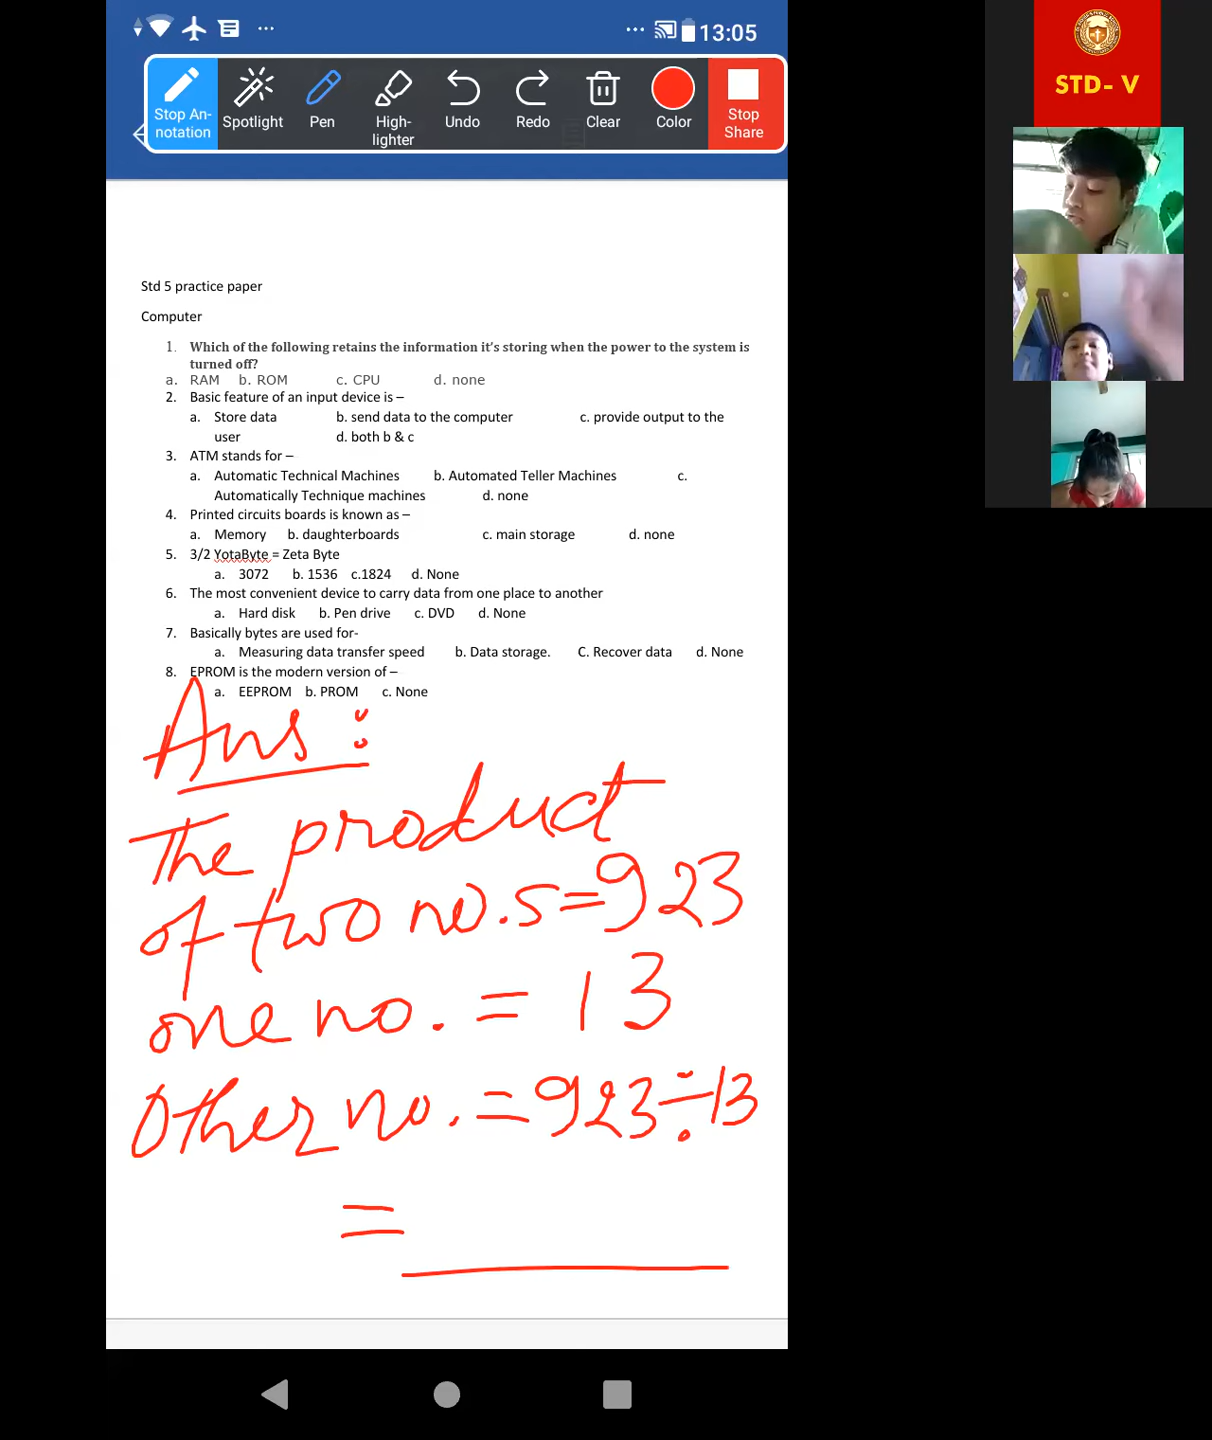 13:05
Stop An-
notation
Spotlight
Pen
High-
lighter
Undo
Redo
Clear
Color
Stop
Share
STD- V
Std 5 practice paper
Computer
1. Which of the following retains the information it's storing when the power to the system is
turned off?
a. RAM b. ROM c. CPU d. none
2. Basic feature of an input device is –
a. Store data b. send data to the computer c. provide output to the
user d. both b & c
3. ATM stands for –
a. Automatic Technical Machines b. Automated Teller Machines c.
Automatically Technique machines d. none
4. Printed circuits boards is known as –
a. Memory b. daughterboards c. main storage d. none
5. 3/2 YotaByte = Zeta Byte
a. 3072 b. 1536 c.1824 d. None
6. The most convenient device to carry data from one place to another
a. Hard disk b. Pen drive c. DVD d. None
7. Basically bytes are used for-
a. Measuring data transfer speed b. Data storage. C. Recover data d. None
8. EPROM is the modern version of –
a. EEPROM b. PROM c. None
Ans :
The product
of two no.s = 923
one no. = 13
Other no. = 923 ÷ 13
=